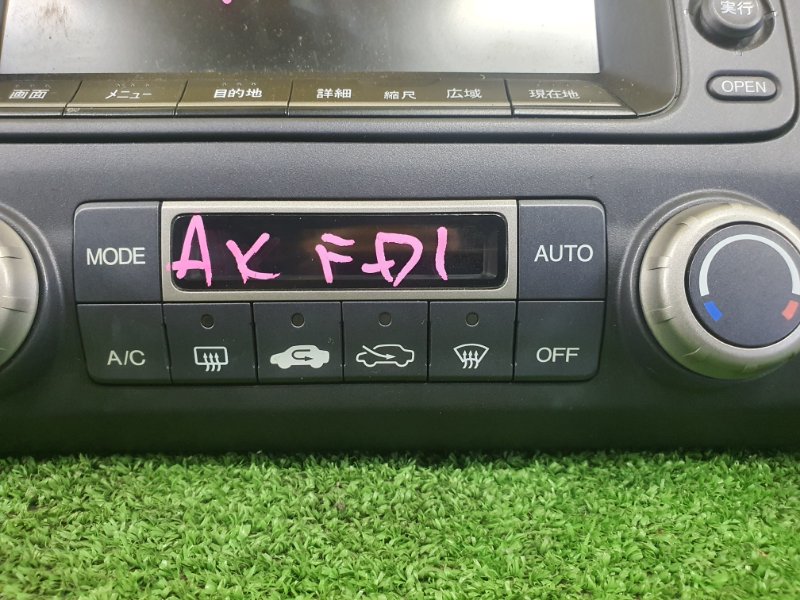 実行
画面 メニュー 目的地 詳細 縮尺 広域 現在地
OPEN
MODE AK FD1 AUTO
A/C OFF